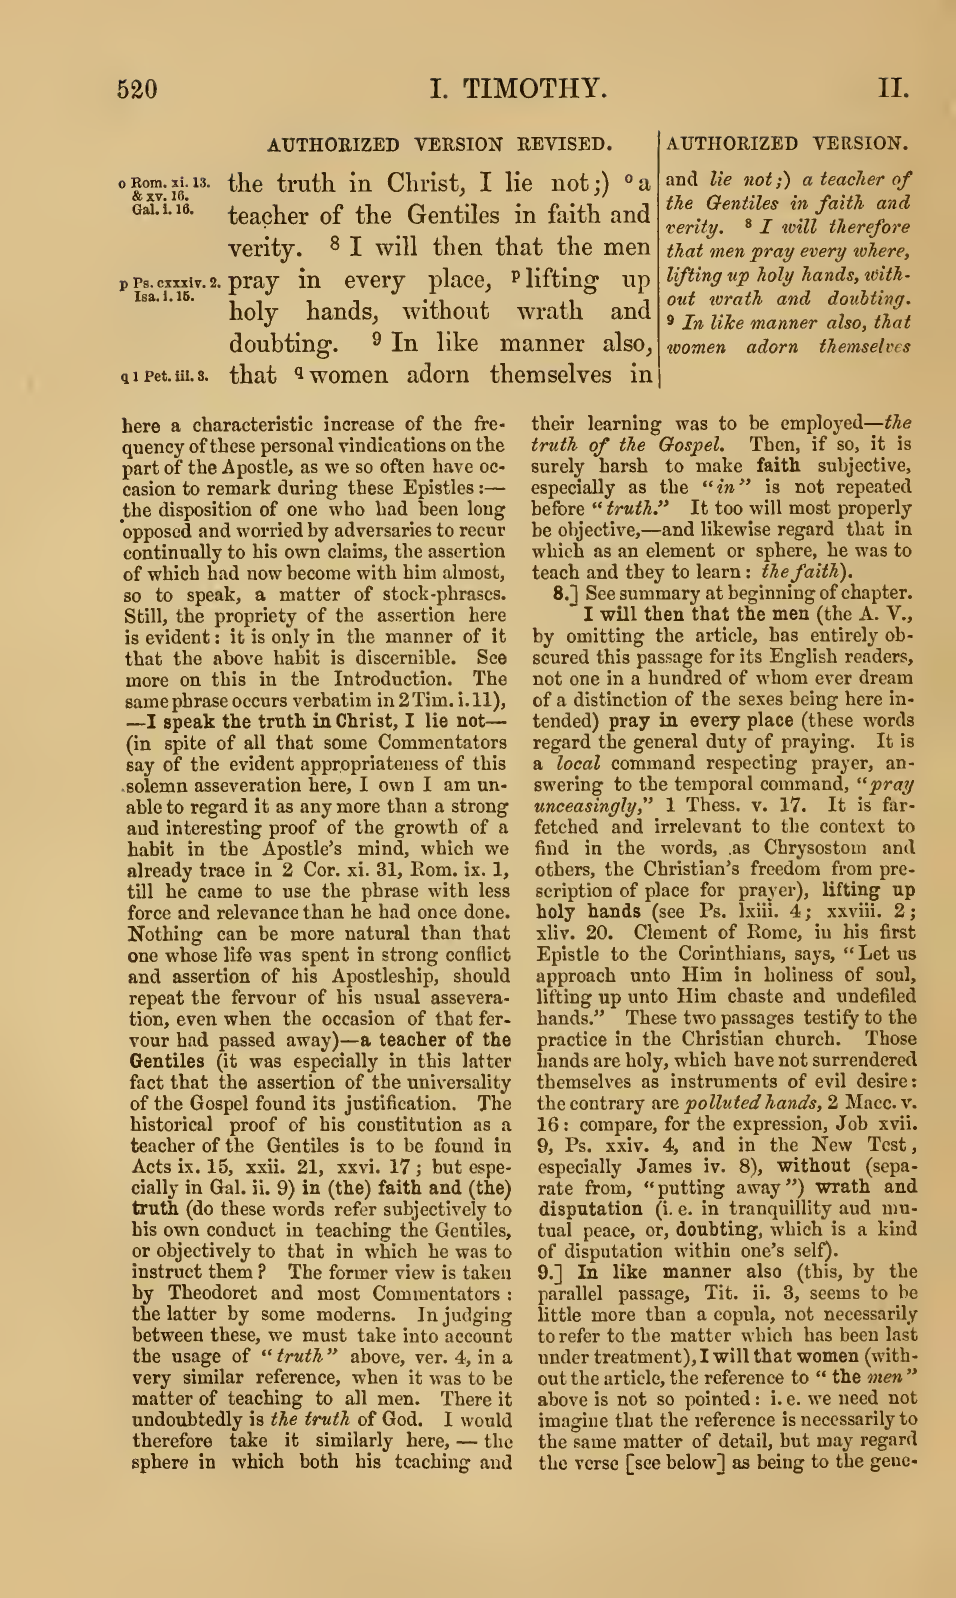 520
I. TIMOTHY.
II.
AUTHORIZED VERSION REVISED.
o Rom. xi. 13.
& xv. 16.
Gal. i. 16.
the truth in Christ, I lie not;) o a
teacher of the Gentiles in faith and
verity. 8 I will then that the men
p Ps. cxxxiv. 2.
Isa. i. 15.
pray in every place, p lifting up
holy hands, without wrath and
doubting. 9 In like manner also,
q 1 Pet. iii. 3.
that q women adorn themselves in
AUTHORIZED VERSION.
and lie not;) a teacher of
the Gentiles in faith and
verity. 8 I will therefore
that men pray every where,
lifting up holy hands, with-
out wrath and doubting.
9 In like manner also, that
women adorn themselves
here a characteristic increase of the fre-
quency of these personal vindications on the
part of the Apostle, as we so often have oc-
casion to remark during these Epistles:—
the disposition of one who had been long
opposed and worried by adversaries to recur
continually to his own claims, the assertion
of which had now become with him almost,
so to speak, a matter of stock-phrases.
Still, the propriety of the assertion here
is evident: it is only in the manner of it
that the above habit is discernible. See
more on this in the Introduction. The
same phrase occurs verbatim in 2 Tim. i. 11),
—I speak the truth in Christ, I lie not—
(in spite of all that some Commentators
say of the evident appropriateness of this
solemn asseveration here, I own I am un-
able to regard it as any more than a strong
and interesting proof of the growth of a
habit in the Apostle's mind, which we
already trace in 2 Cor. xi. 31, Rom. ix. 1,
till he came to use the phrase with less
force and relevance than he had once done.
Nothing can be more natural than that
one whose life was spent in strong conflict
and assertion of his Apostleship, should
repeat the fervour of his usual assevera-
tion, even when the occasion of that fer-
vour had passed away)—a teacher of the
Gentiles (it was especially in this latter
fact that the assertion of the universality
of the Gospel found its justification. The
historical proof of his constitution as a
teacher of the Gentiles is to be found in
Acts ix. 15, xxii. 21, xxvi. 17; but espe-
cially in Gal. ii. 9) in (the) faith and (the)
truth (do these words refer subjectively to
his own conduct in teaching the Gentiles,
or objectively to that in which he was to
instruct them? The former view is taken
by Theodoret and most Commentators:
the latter by some moderns. In judging
between these, we must take into account
the usage of "truth" above, ver. 4, in a
very similar reference, when it was to be
matter of teaching to all men. There it
undoubtedly is the truth of God. I would
therefore take it similarly here, — the
sphere in which both his teaching and
their learning was to be employed—the
truth of the Gospel. Then, if so, it is
surely harsh to make faith subjective,
especially as the "in" is not repeated
before "truth." It too will most properly
be objective,—and likewise regard that in
which as an element or sphere, he was to
teach and they to learn: the faith).
8.] See summary at beginning of chapter.
I will then that the men (the A. V.,
by omitting the article, has entirely ob-
scured this passage for its English readers,
not one in a hundred of whom ever dream
of a distinction of the sexes being here in-
tended) pray in every place (these words
regard the general duty of praying. It is
a local command respecting prayer, an-
swering to the temporal command, "pray
unceasingly," 1 Thess. v. 17. It is far-
fetched and irrelevant to the context to
find in the words, as Chrysostom and
others, the Christian's freedom from pre-
scription of place for prayer), lifting up
holy hands (see Ps. lxiii. 4; xxviii. 2;
xliv. 20. Clement of Rome, in his first
Epistle to the Corinthians, says, "Let us
approach unto Him in holiness of soul,
lifting up unto Him chaste and undefiled
hands." These two passages testify to the
practice in the Christian church. Those
hands are holy, which have not surrendered
themselves as instruments of evil desire:
the contrary are polluted hands, 2 Macc. v.
16: compare, for the expression, Job xvii.
9, Ps. xxiv. 4, and in the New Test,
especially James iv. 8), without (sepa-
rate from, "putting away") wrath and
disputation (i. e. in tranquillity and mu-
tual peace, or, doubting, which is a kind
of disputation within one's self).
9.] In like manner also (this, by the
parallel passage, Tit. ii. 3, seems to be
little more than a copula, not necessarily
to refer to the matter which has been last
under treatment), I will that women (with-
out the article, the reference to "the men"
above is not so pointed: i. e. we need not
imagine that the reference is necessarily to
the same matter of detail, but may regard
the verse [see below] as being to the gene-